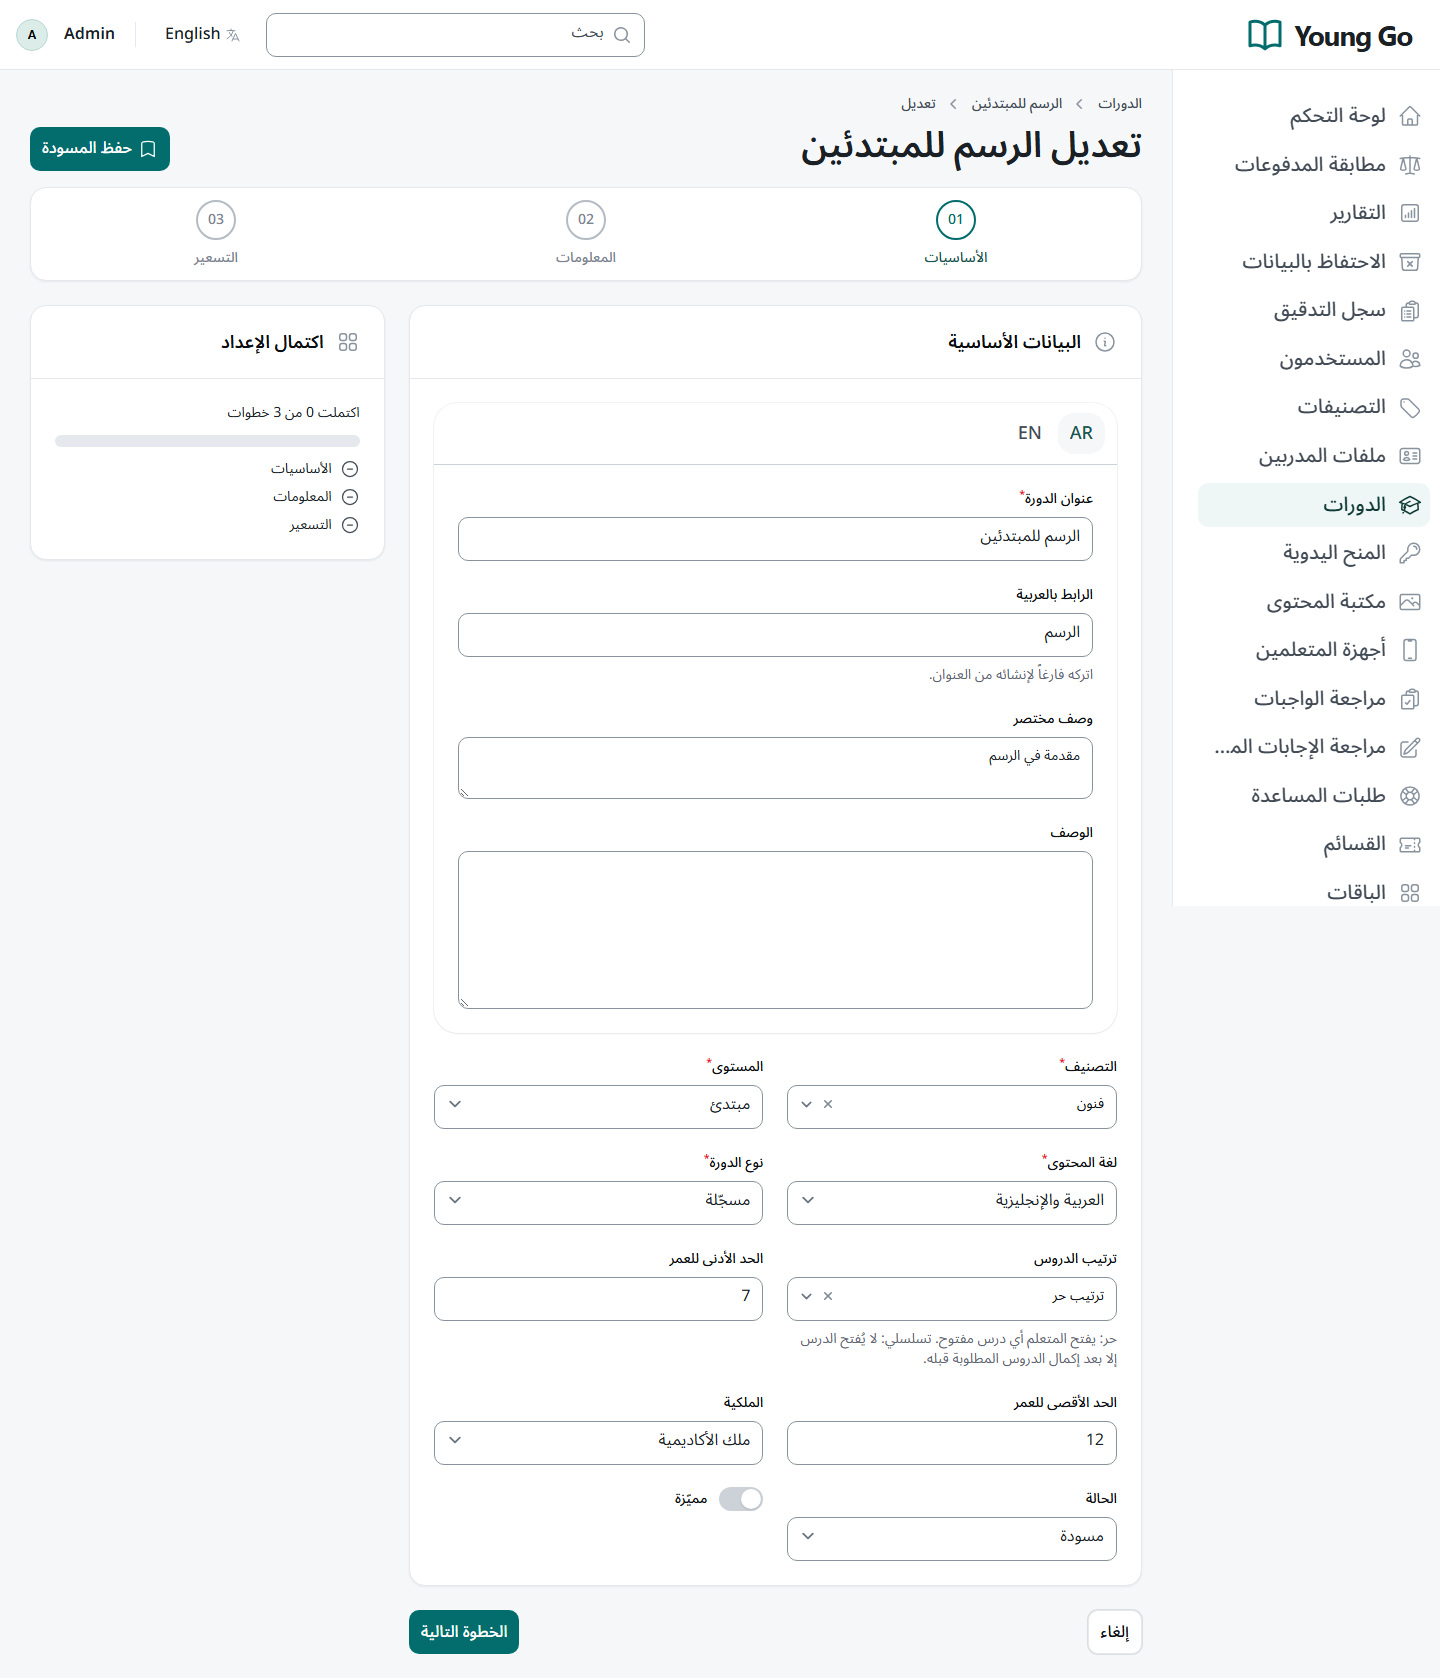 Young Go
بحث
English
Admin
A
لوحة التحكم
مطابقة المدفوعات
التقارير
الاحتفاظ بالبيانات
سجل التدقيق
المستخدمون
التصنيفات
ملفات المدربين
الدورات
المنح اليدوية
مكتبة المحتوى
أجهزة المتعلمين
مراجعة الواجبات
مراجعة الإجابات الم...
طلبات المساعدة
القسائم
الباقات
الدورات
الرسم للمبتدئين
تعديل
تعديل الرسم للمبتدئين
حفظ المسودة
01
الأساسيات
02
المعلومات
03
التسعير
البيانات الأساسية
AR
EN
عنوان الدورة*
الرسم للمبتدئين
الرابط بالعربية
الرسم
اتركه فارغاً لإنشائه من العنوان.
وصف مختصر
مقدمة في الرسم
الوصف
التصنيف*
فنون
المستوى*
مبتدئ
لغة المحتوى*
العربية والإنجليزية
نوع الدورة*
مسجّلة
ترتيب الدروس
ترتيب حر
حر: يفتح المتعلم أي درس مفتوح. تسلسلي: لا يُفتح الدرس
إلا بعد إكمال الدروس المطلوبة قبله.
الحد الأدنى للعمر
7
الحد الأقصى للعمر
12
الملكية
ملك الأكاديمية
الحالة
مسودة
مميّزة
إلغاء
الخطوة التالية
اكتمال الإعداد
اكتملت 0 من 3 خطوات
الأساسيات
المعلومات
التسعير